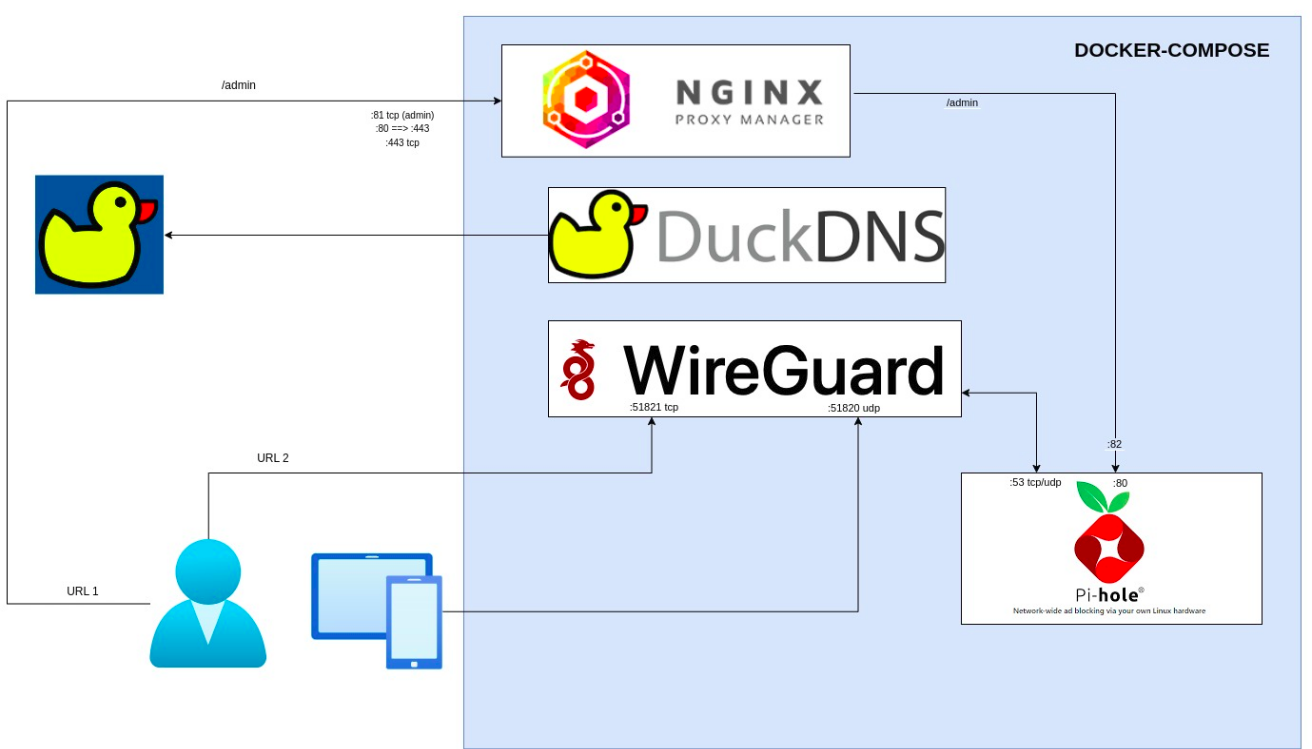 DOCKER-COMPOSE
/admin
:81 tcp (admin)
:80 ==> :443
:443 tcp
NGINX
PROXY MANAGER
/admin
DuckDNS
WireGuard
:51821 tcp
:51820 udp
URL 2
:82
:53 tcp/udp
:80
URL 1
Pi-hole®
Network-wide ad blocking via your own Linux hardware